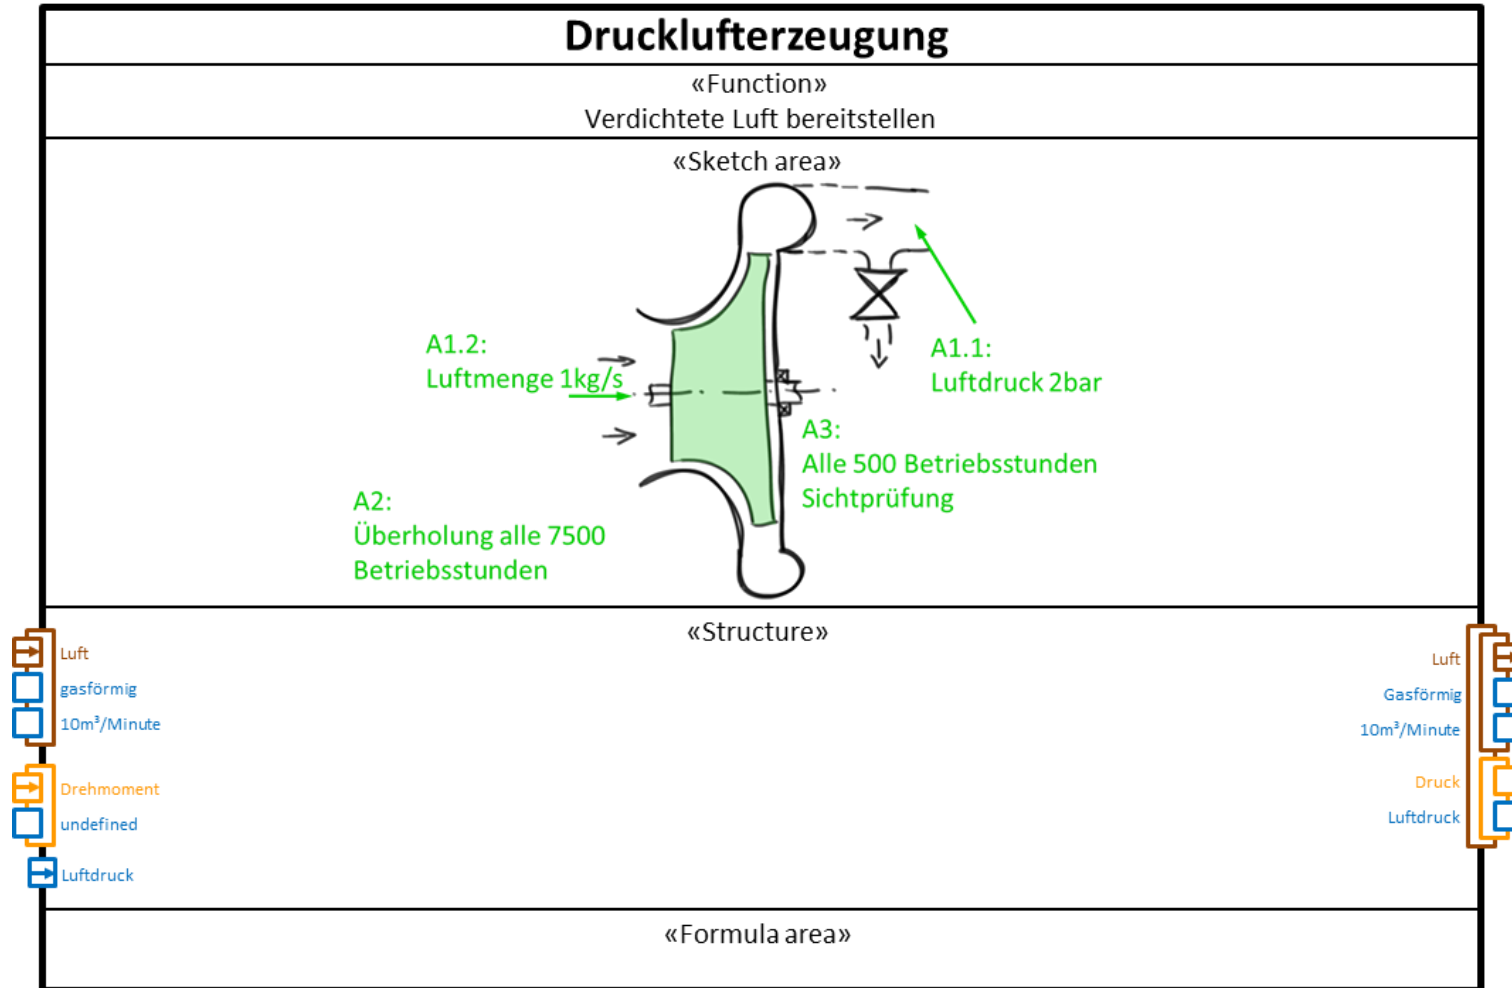 Drucklufterzeugung
«Function»
Verdichtete Luft bereitstellen
«Sketch area»
A1.2:
Luftmenge 1kg/s
A1.1:
Luftdruck 2bar
A3:
Alle 500 Betriebsstunden
Sichtprüfung
A2:
Überholung alle 7500
Betriebsstunden
«Structure»
Luft
gasförmig
10m³/Minute
Drehmoment
undefined
Luftdruck
Luft
Gasförmig
10m³/Minute
Druck
Luftdruck
«Formula area»